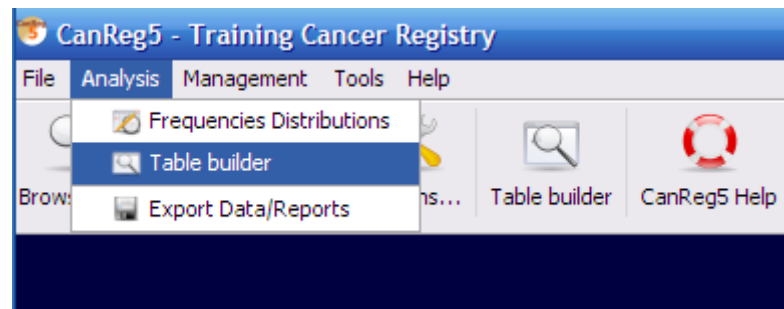 CanReg5 - Training Cancer Registry
File Analysis Management Tools Help
Frequencies Distributions
Table builder
Export Data/Reports
Table builder CanReg5 Help